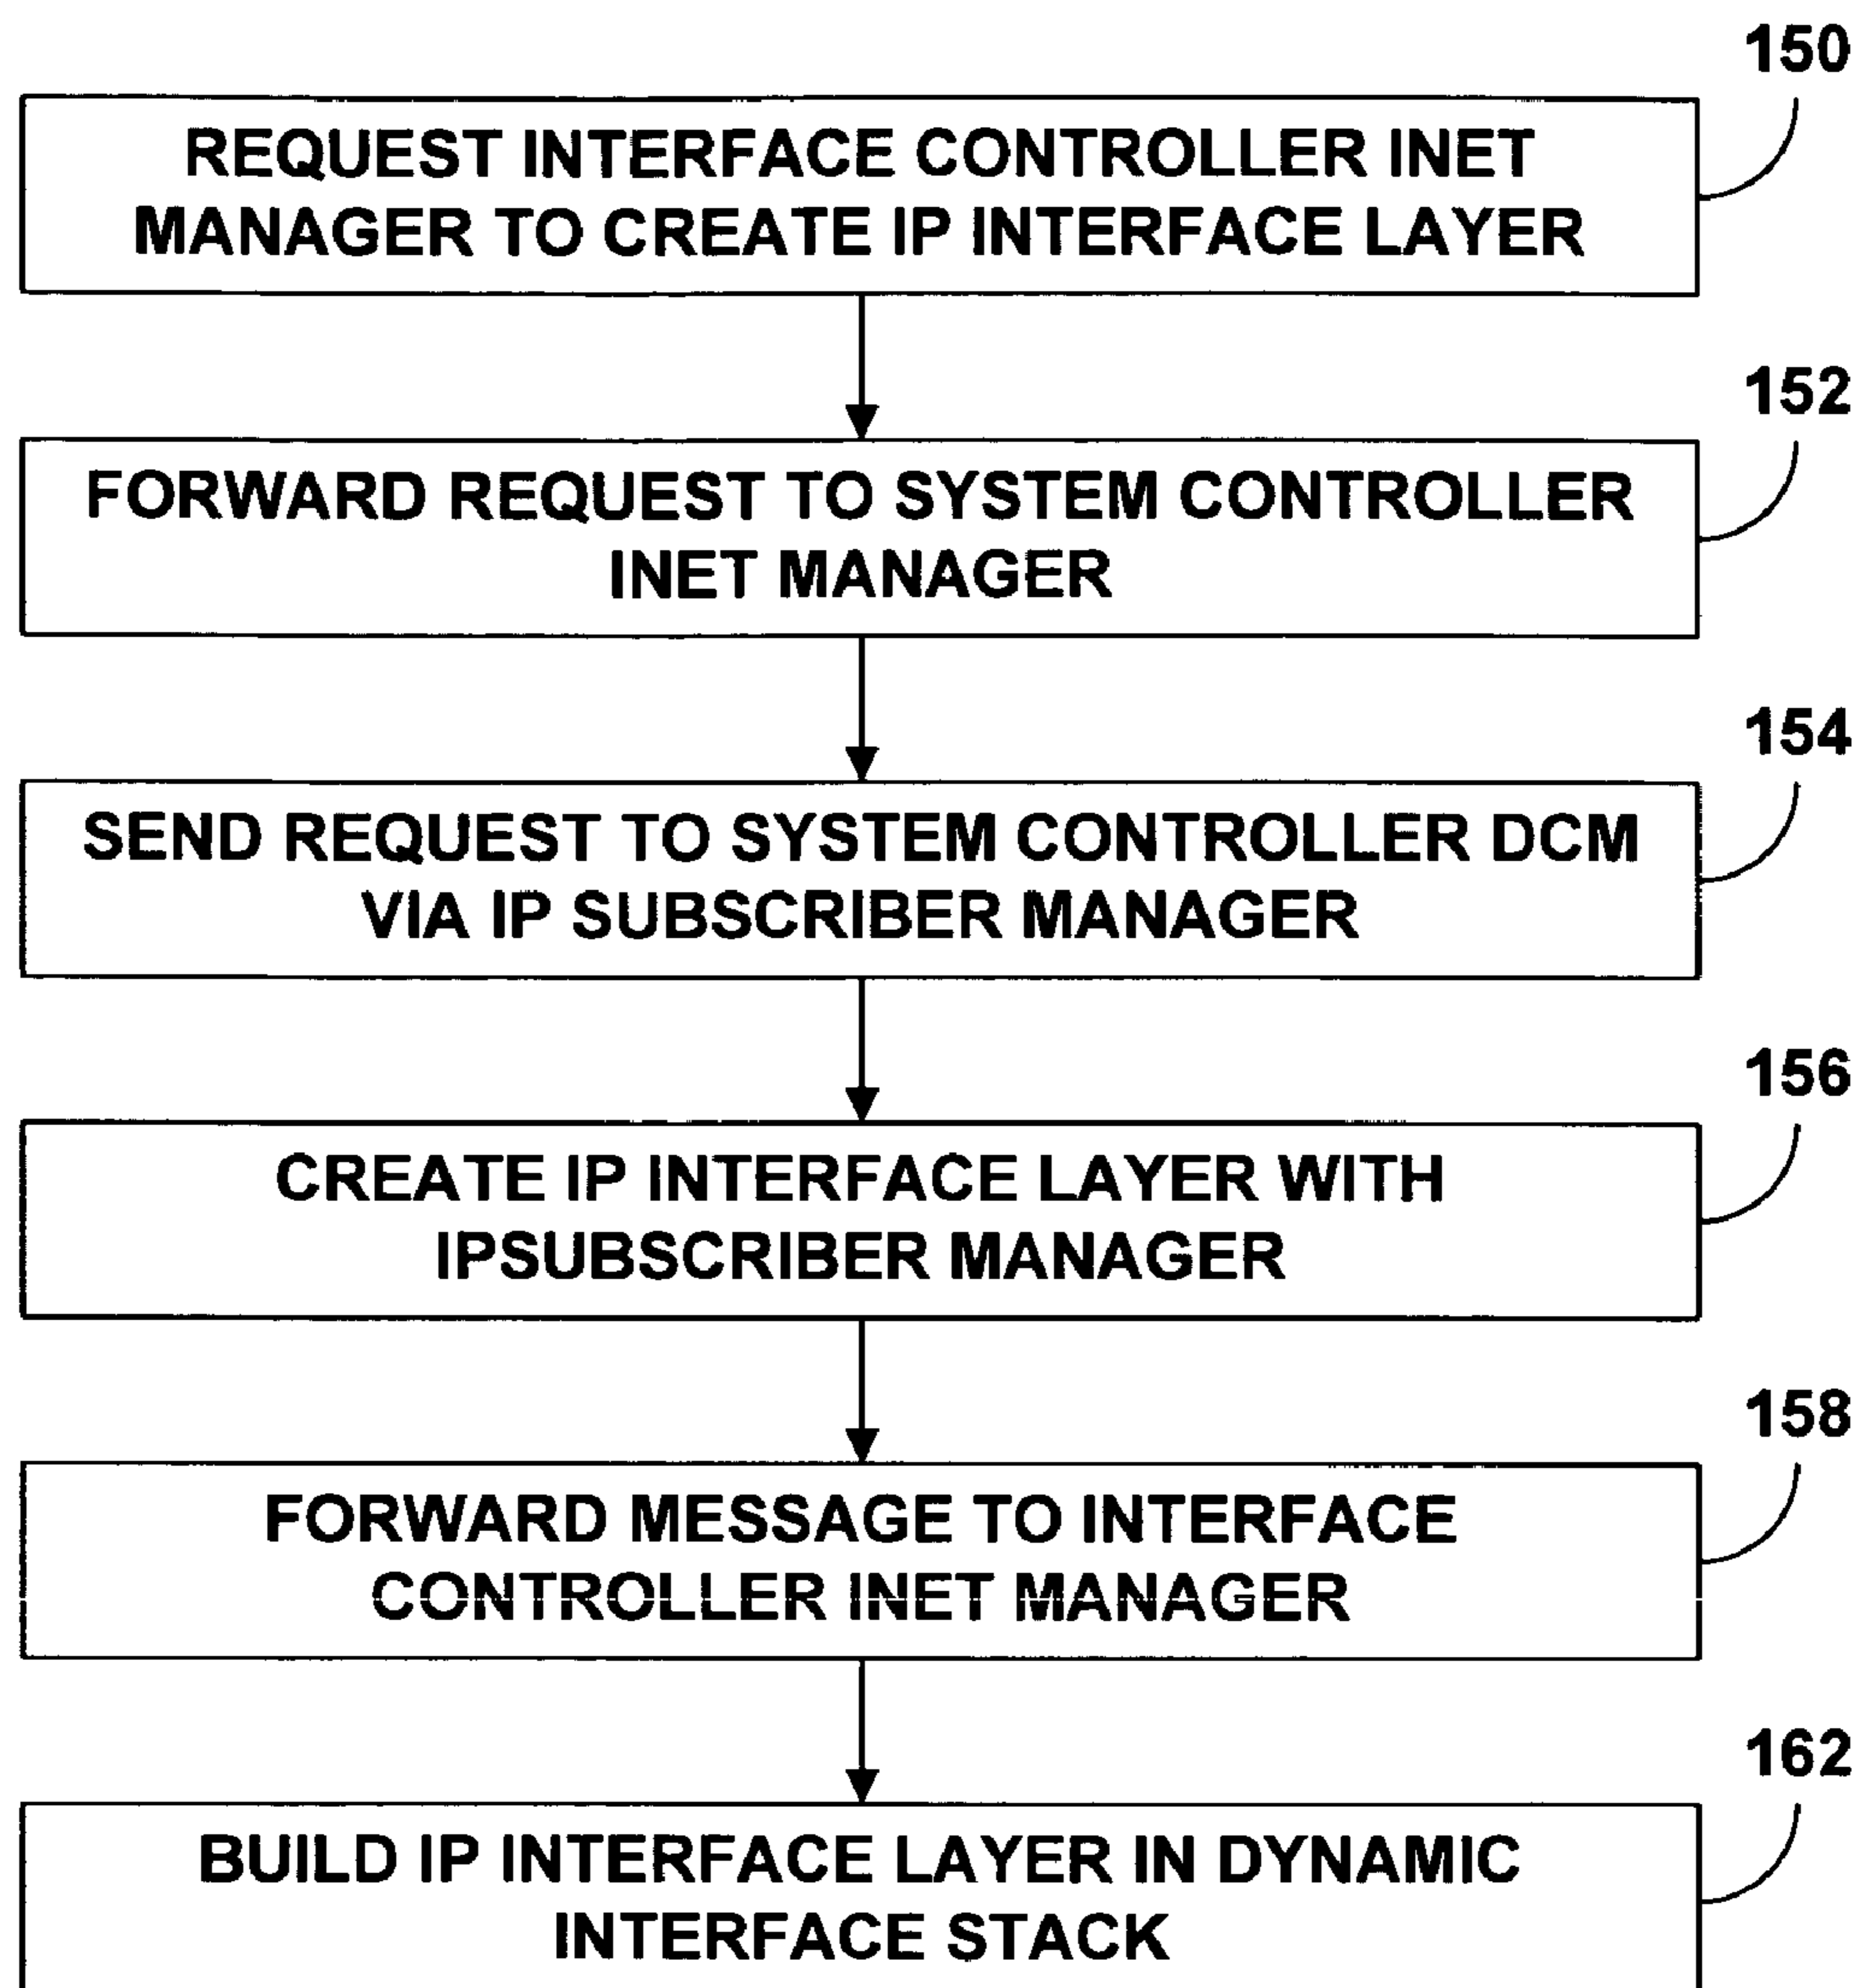 150
REQUEST INTERFACE CONTROLLER INET
MANAGER TO CREATE IP INTERFACE LAYER
152
FORWARD REQUEST TO SYSTEM CONTROLLER
INET MANAGER
154
SEND REQUEST TO SYSTEM CONTROLLER DCM
VIA IP SUBSCRIBER MANAGER
156
CREATE IP INTERFACE LAYER WITH
IPSUBSCRIBER MANAGER
158
FORWARD MESSAGE TO INTERFACE
CONTROLLER INET MANAGER
162
BUILD IP INTERFACE LAYER IN DYNAMIC
INTERFACE STACK